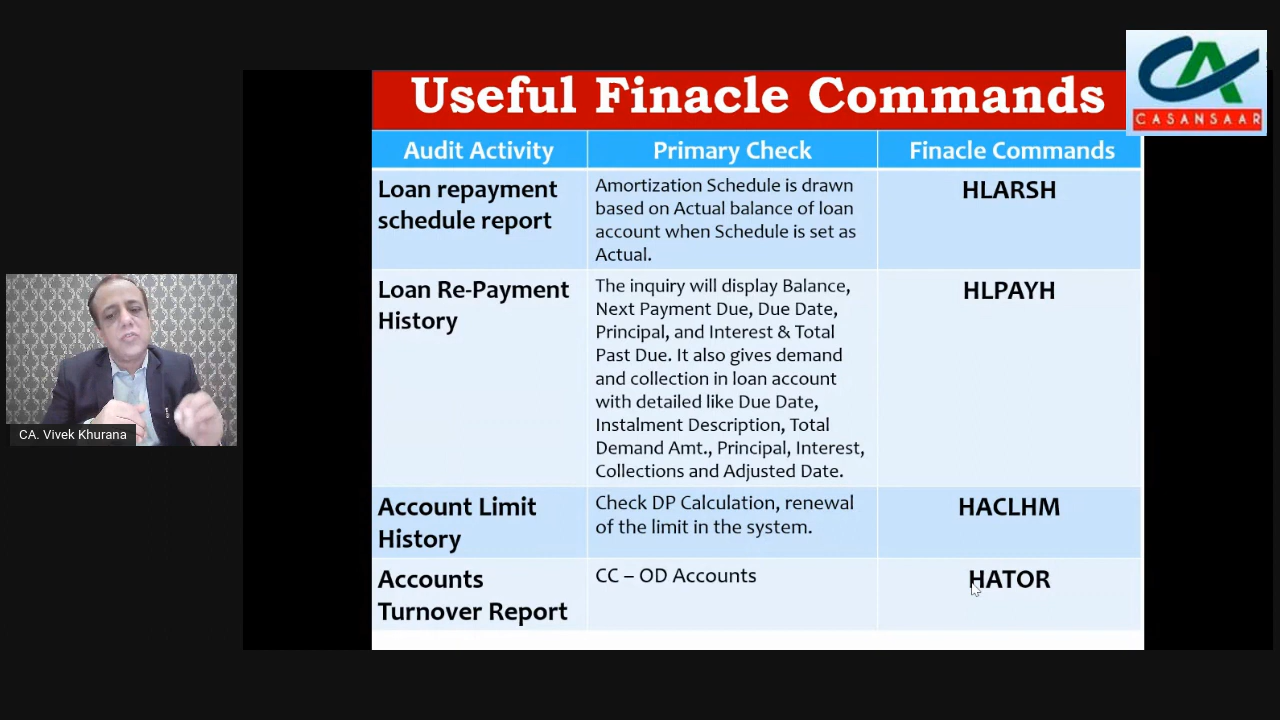 Useful Finacle Commands
CASANSAAR
Audit Activity
Primary Check
Finacle Commands
Loan repayment
schedule report
Amortization Schedule is drawn
based on Actual balance of loan
account when Schedule is set as
Actual.
HLARSH
Loan Re-Payment
History
The inquiry will display Balance,
Next Payment Due, Due Date,
Principal, and Interest & Total
Past Due. It also gives demand
and collection in loan account
with detailed like Due Date,
Instalment Description, Total
Demand Amt., Principal, Interest,
Collections and Adjusted Date.
HLPAYH
Account Limit
History
Check DP Calculation, renewal
of the limit in the system.
HACLHM
Accounts
Turnover Report
CC – OD Accounts
HATOR
CA. Vivek Khurana